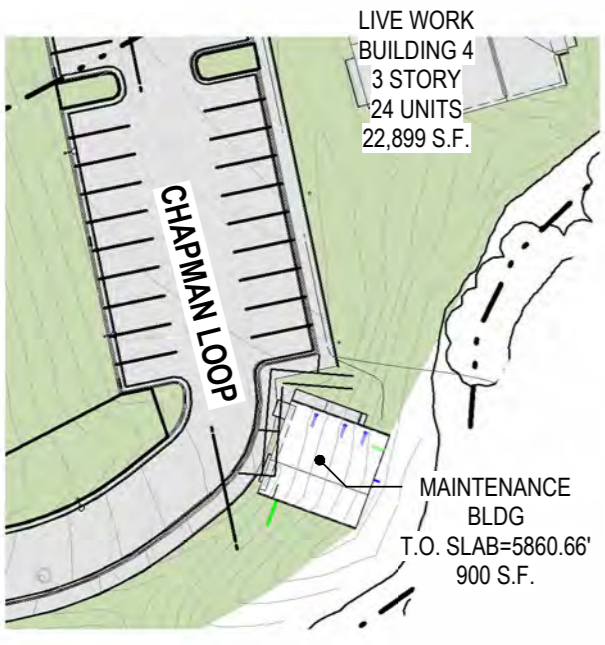 LIVE WORK
BUILDING 4
3 STORY
24 UNITS
22,899 S.F.
CHAPMAN LOOP
MAINTENANCE
BLDG
T.O. SLAB=5860.66'
900 S.F.